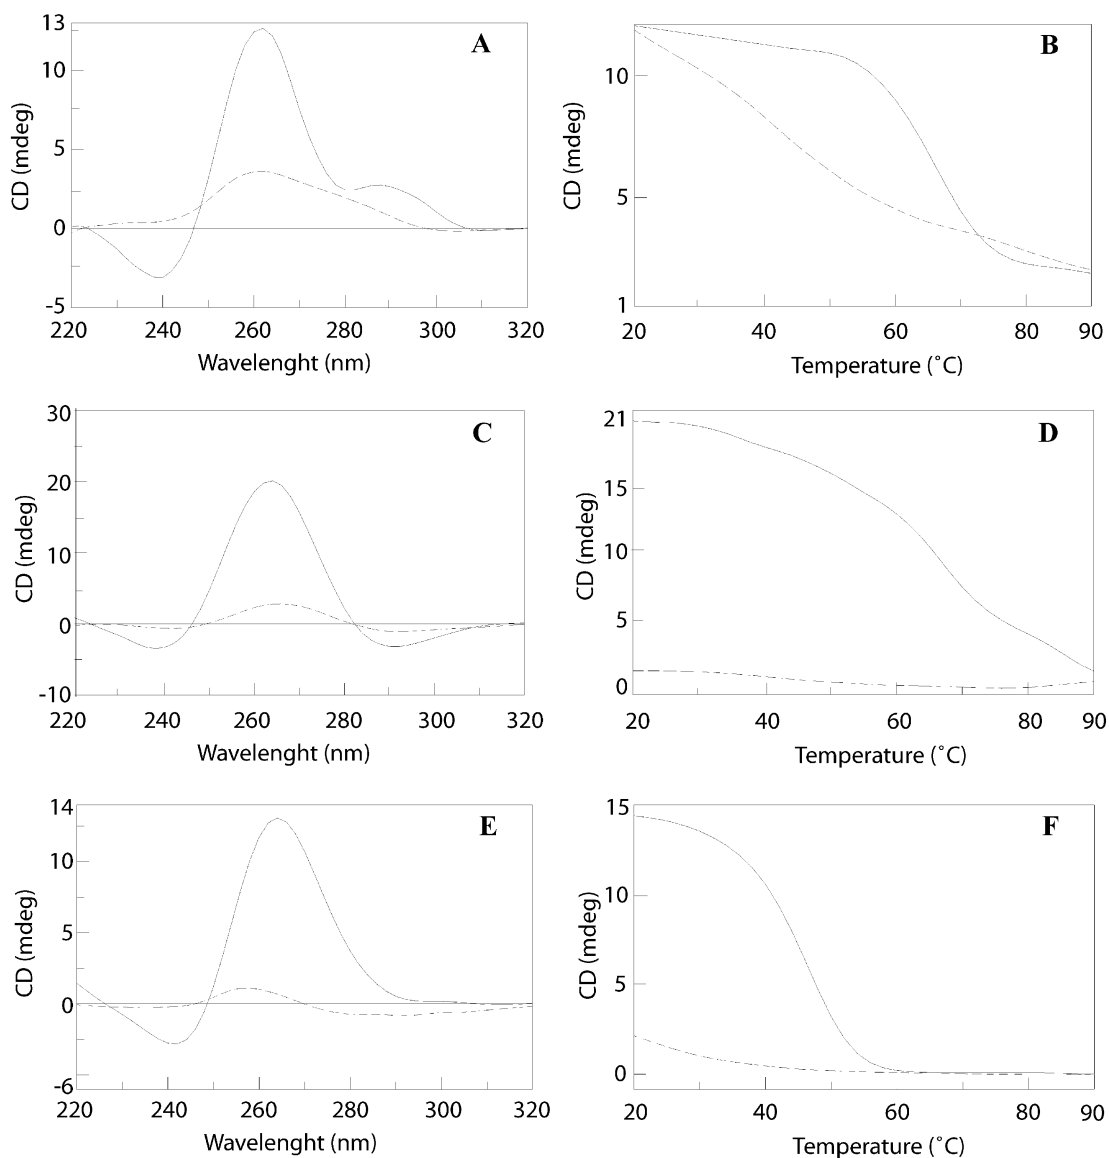 13
10
5
0
-5
CD (mdeg)
220 240 260 280 300 320
Wavelenght (nm)
A
10
5
1
CD (mdeg)
20 40 60 80 90
Temperature (˚C)
B
30
20
10
0
-10
CD (mdeg)
220 240 260 280 300 320
Wavelenght (nm)
C
21
15
10
5
0
CD (mdeg)
20 40 60 80 90
Temperature (˚C)
D
14
10
5
0
-6
CD (mdeg)
220 240 260 280 300 320
Wavelenght (nm)
E
15
10
5
0
CD (mdeg)
20 40 60 80 90
Temperature (˚C)
F